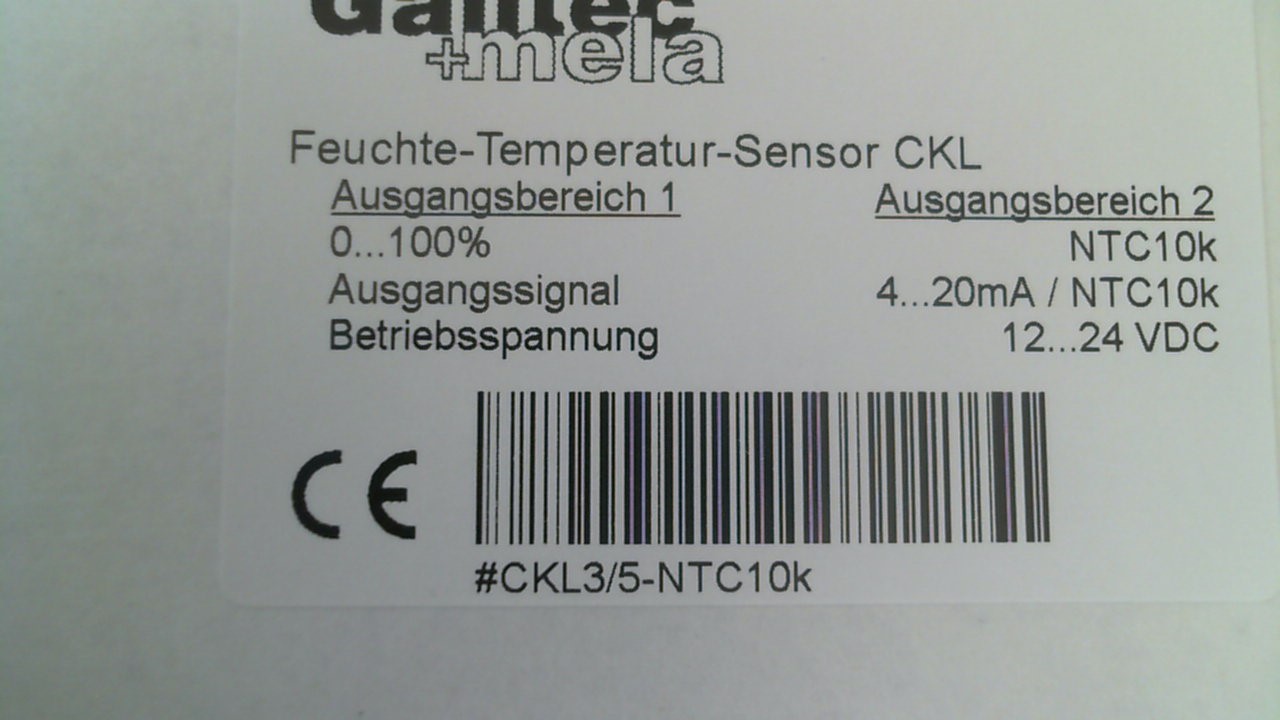 Galltec
+mela
Feuchte-Temperatur-Sensor CKL
Ausgangsbereich 1 Ausgangsbereich 2
0...100% NTC10k
Ausgangssignal 4...20mA / NTC10k
Betriebsspannung 12...24 VDC
CE
#CKL3/5-NTC10k